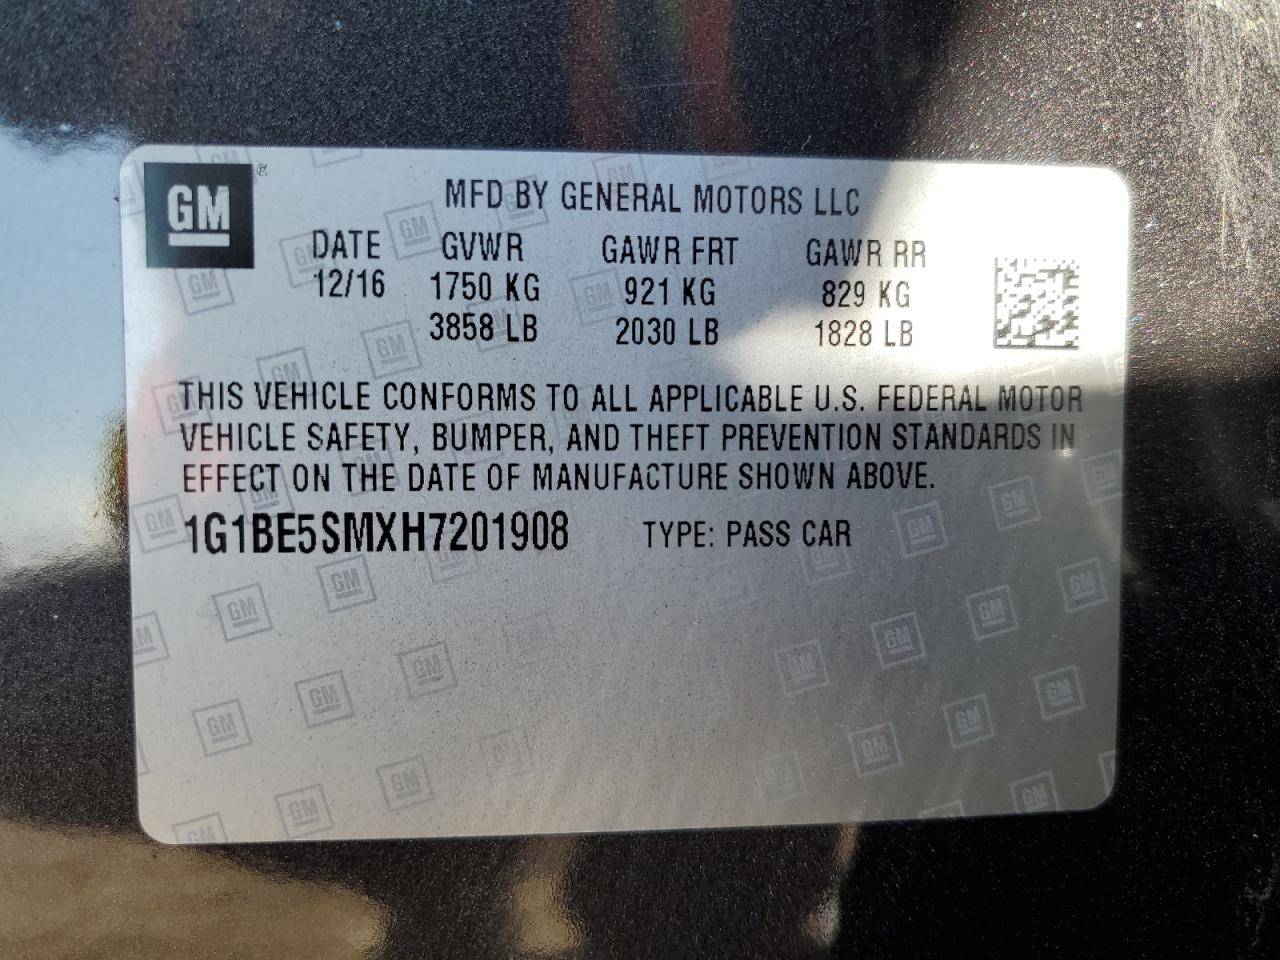 GM ®
MFD BY GENERAL MOTORS LLC
DATE GVWR GAWR FRT GAWR RR
12/16 1750 KG 921 KG 829 KG
3858 LB 2030 LB 1828 LB
THIS VEHICLE CONFORMS TO ALL APPLICABLE U.S. FEDERAL MOTOR
VEHICLE SAFETY, BUMPER, AND THEFT PREVENTION STANDARDS IN
EFFECT ON THE DATE OF MANUFACTURE SHOWN ABOVE.
1G1BE5SMXH7201908 TYPE: PASS CAR